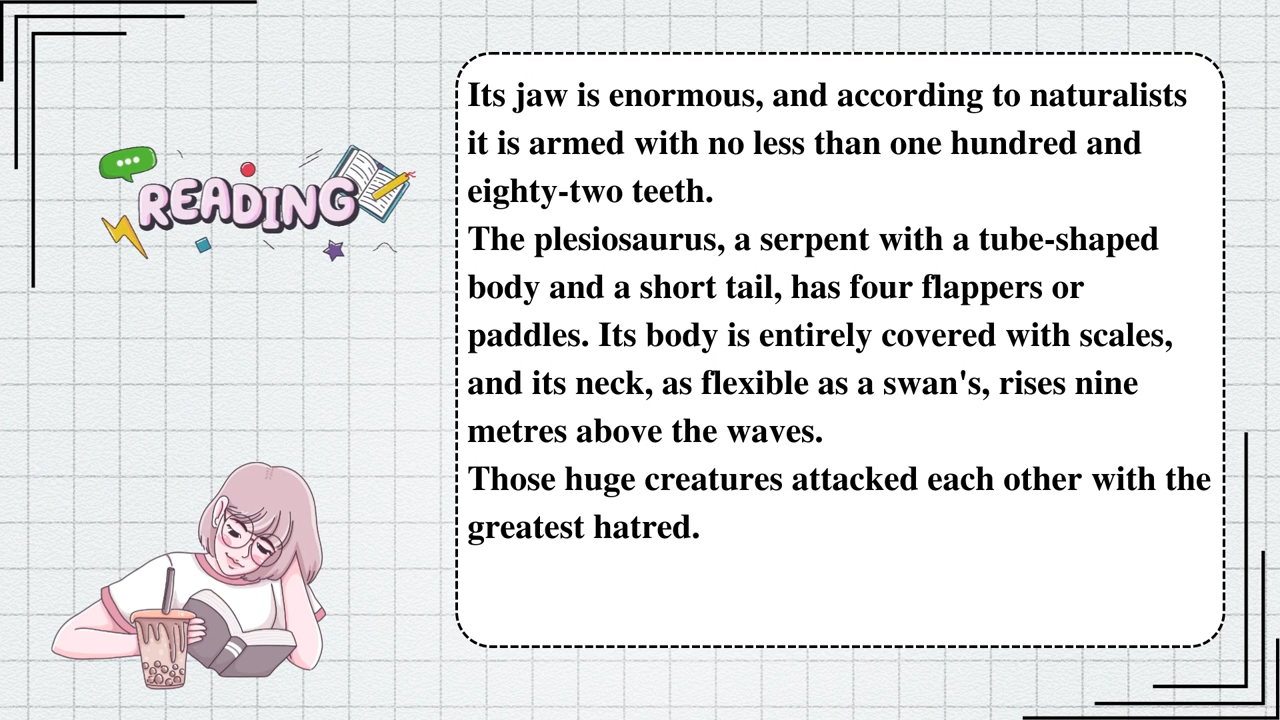 READING
Its jaw is enormous, and according to naturalists
it is armed with no less than one hundred and
eighty-two teeth.
The plesiosaurus, a serpent with a tube-shaped
body and a short tail, has four flappers or
paddles. Its body is entirely covered with scales,
and its neck, as flexible as a swan's, rises nine
metres above the waves.
Those huge creatures attacked each other with the
greatest hatred.